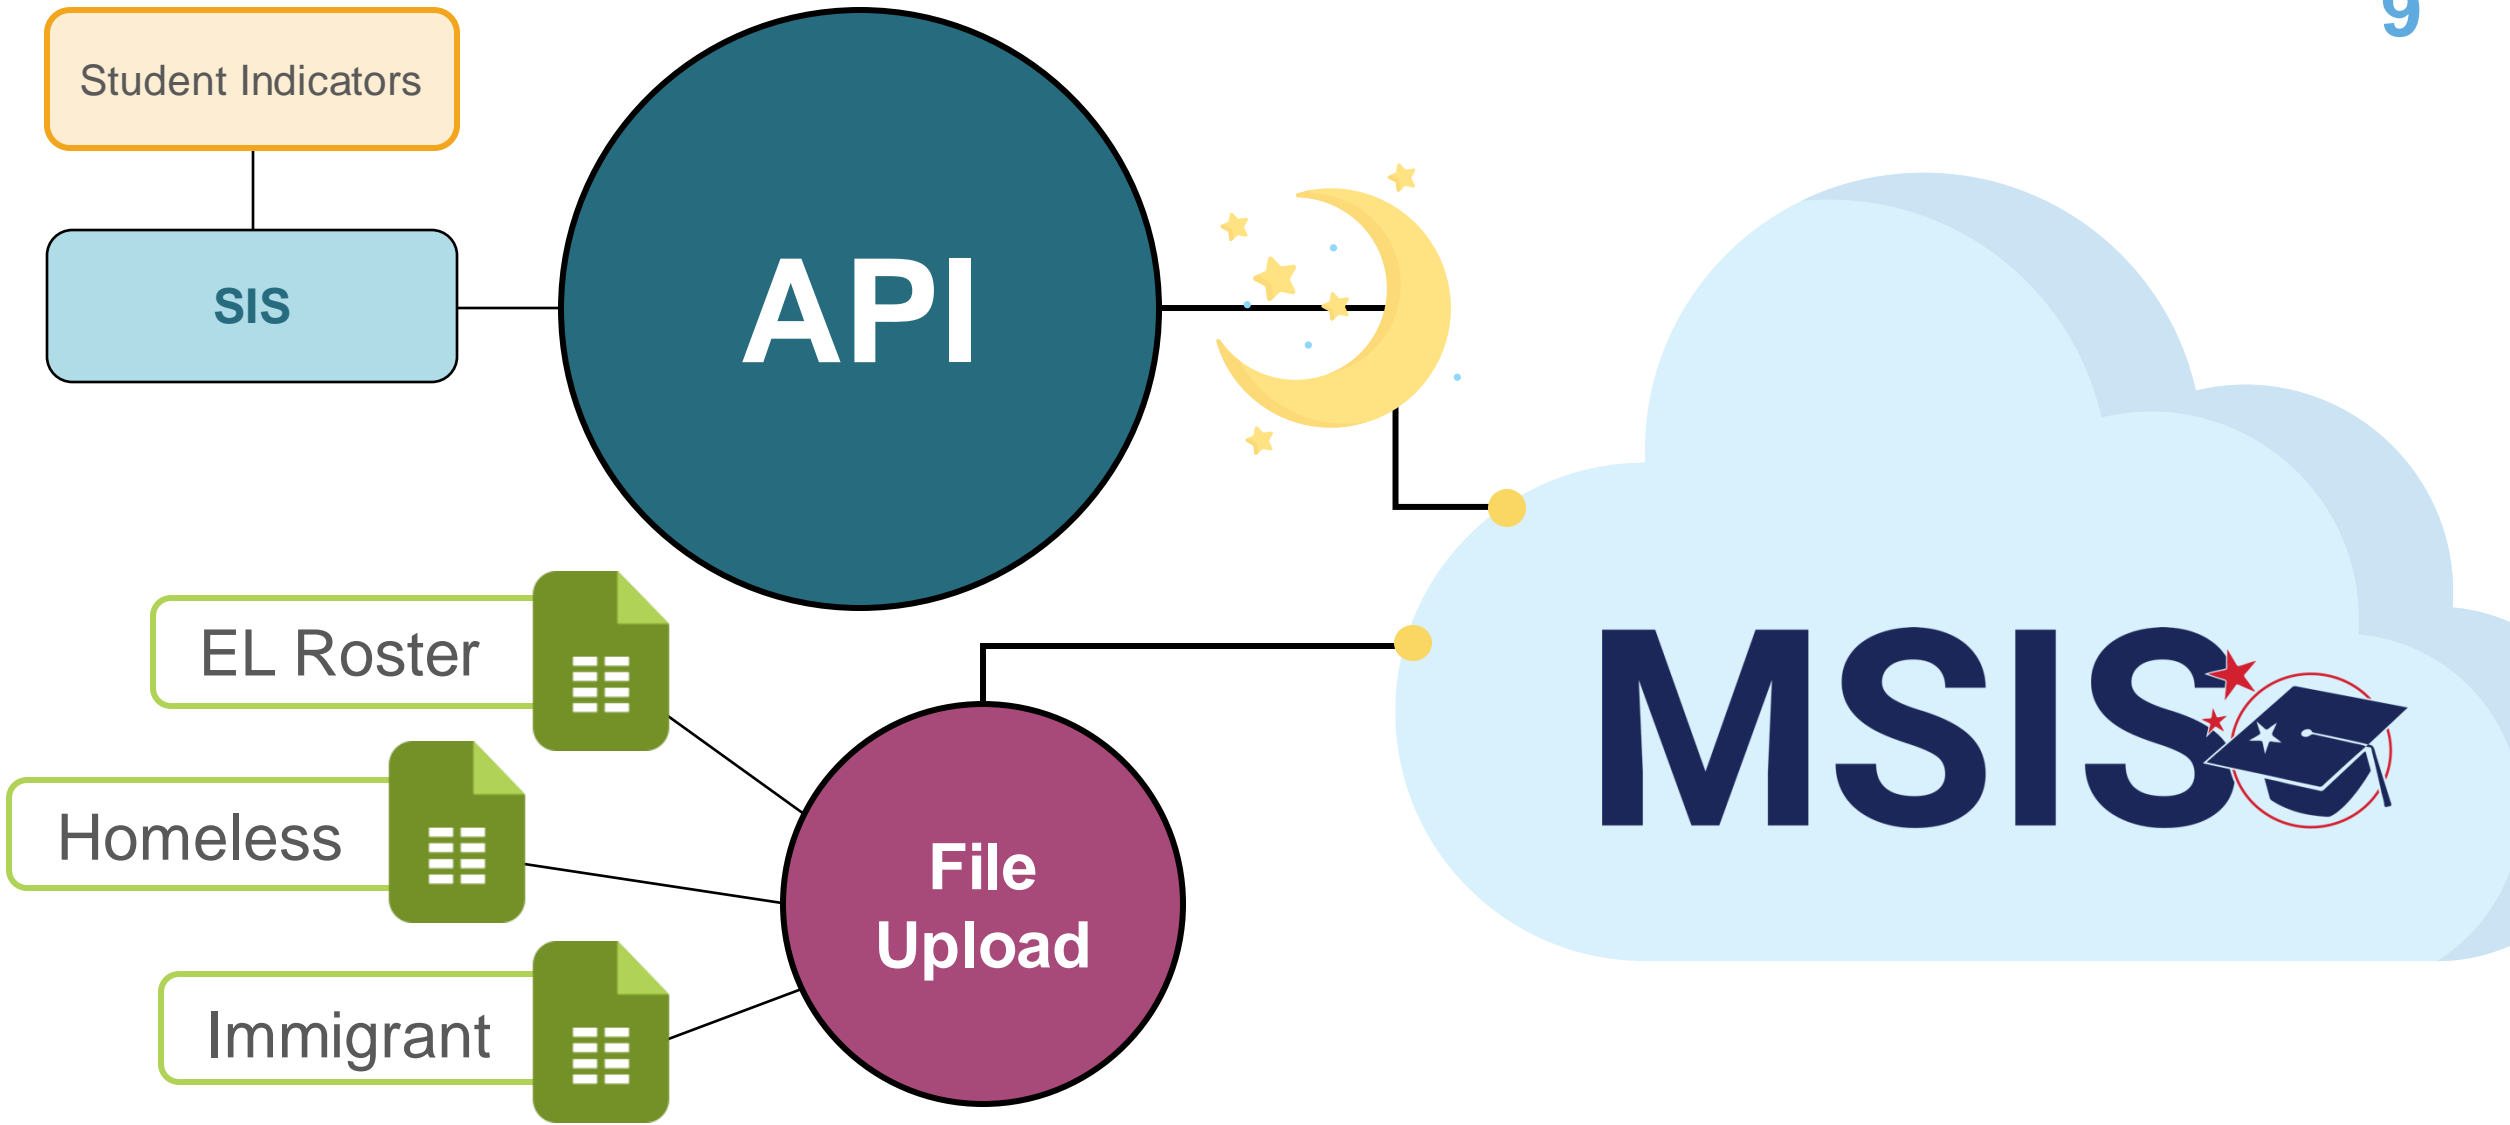 9
Student Indicators
SIS
API
EL Roster
Homeless
Immigrant
File
Upload
MSIS